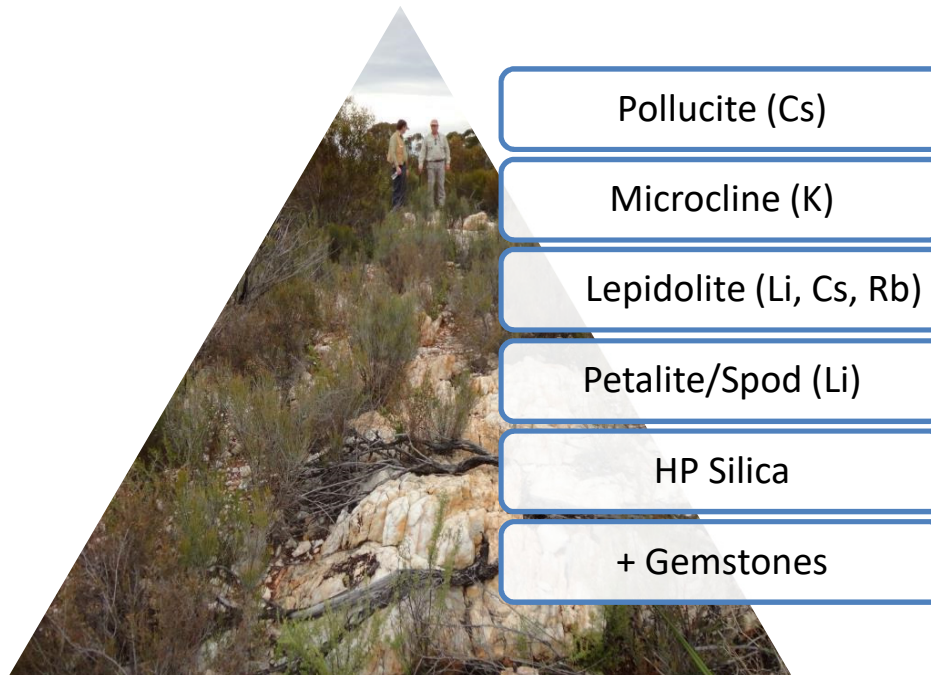 Pollucite (Cs)
Microcline (K)
Lepidolite (Li, Cs, Rb)
Petalite/Spod (Li)
HP Silica
+ Gemstones